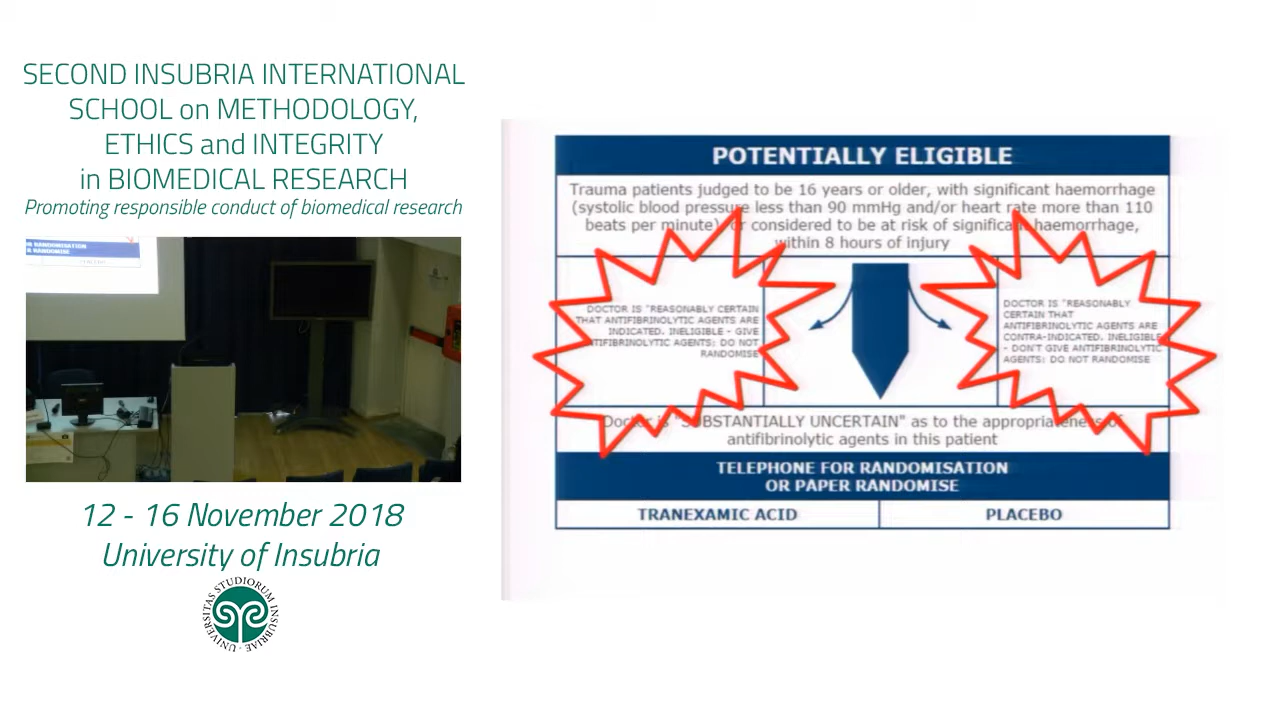 SECOND INSUBRIA INTERNATIONAL
SCHOOL on METHODOLOGY,
ETHICS and INTEGRITY
in BIOMEDICAL RESEARCH
Promoting responsible conduct of biomedical research
12 - 16 November 2018
University of Insubria
UNIVERSITAS STUDIORUM INSUBRIAE
POTENTIALLY ELIGIBLE
Trauma patients judged to be 16 years or older, with significant haemorrhage
(systolic blood pressure less than 90 mmHg and/or heart rate more than 110
beats per minute), or considered to be at risk of significant haemorrhage,
within 8 hours of injury
DOCTOR IS "REASONABLY CERTAIN
THAT ANTIFIBRINOLYTIC AGENTS ARE
INDICATED. INELIGIBLE - GIVE
ANTIFIBRINOLYTIC AGENTS: DO NOT
RANDOMISE
DOCTOR IS "REASONABLY
CERTAIN THAT
ANTIFIBRINOLYTIC AGENTS ARE
CONTRA-INDICATED. INELIGIBLE
- DON'T GIVE ANTIFIBRINOLYTIC
AGENTS: DO NOT RANDOMISE
Doctor is "SUBSTANTIALLY UNCERTAIN" as to the appropriateness of
antifibrinolytic agents in this patient
TELEPHONE FOR RANDOMISATION
OR PAPER RANDOMISE
TRANEXAMIC ACID
PLACEBO